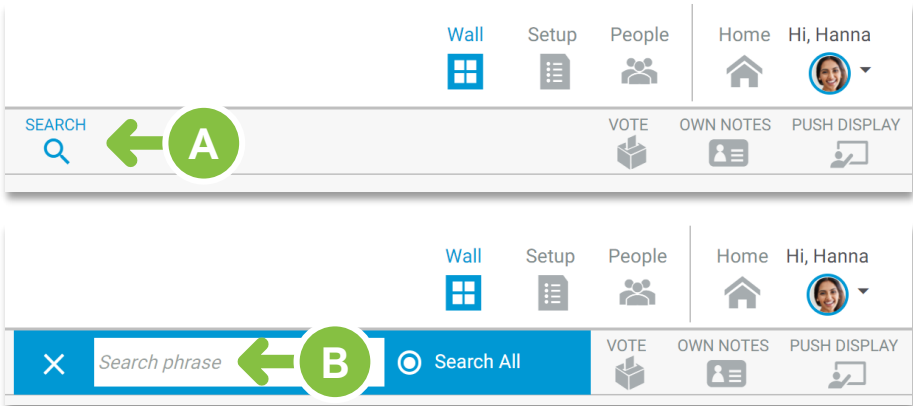 Wall Setup People Home Hi, Hanna
SEARCH A VOTE OWN NOTES PUSH DISPLAY
Wall Setup People Home Hi, Hanna
Search phrase B Search All VOTE OWN NOTES PUSH DISPLAY